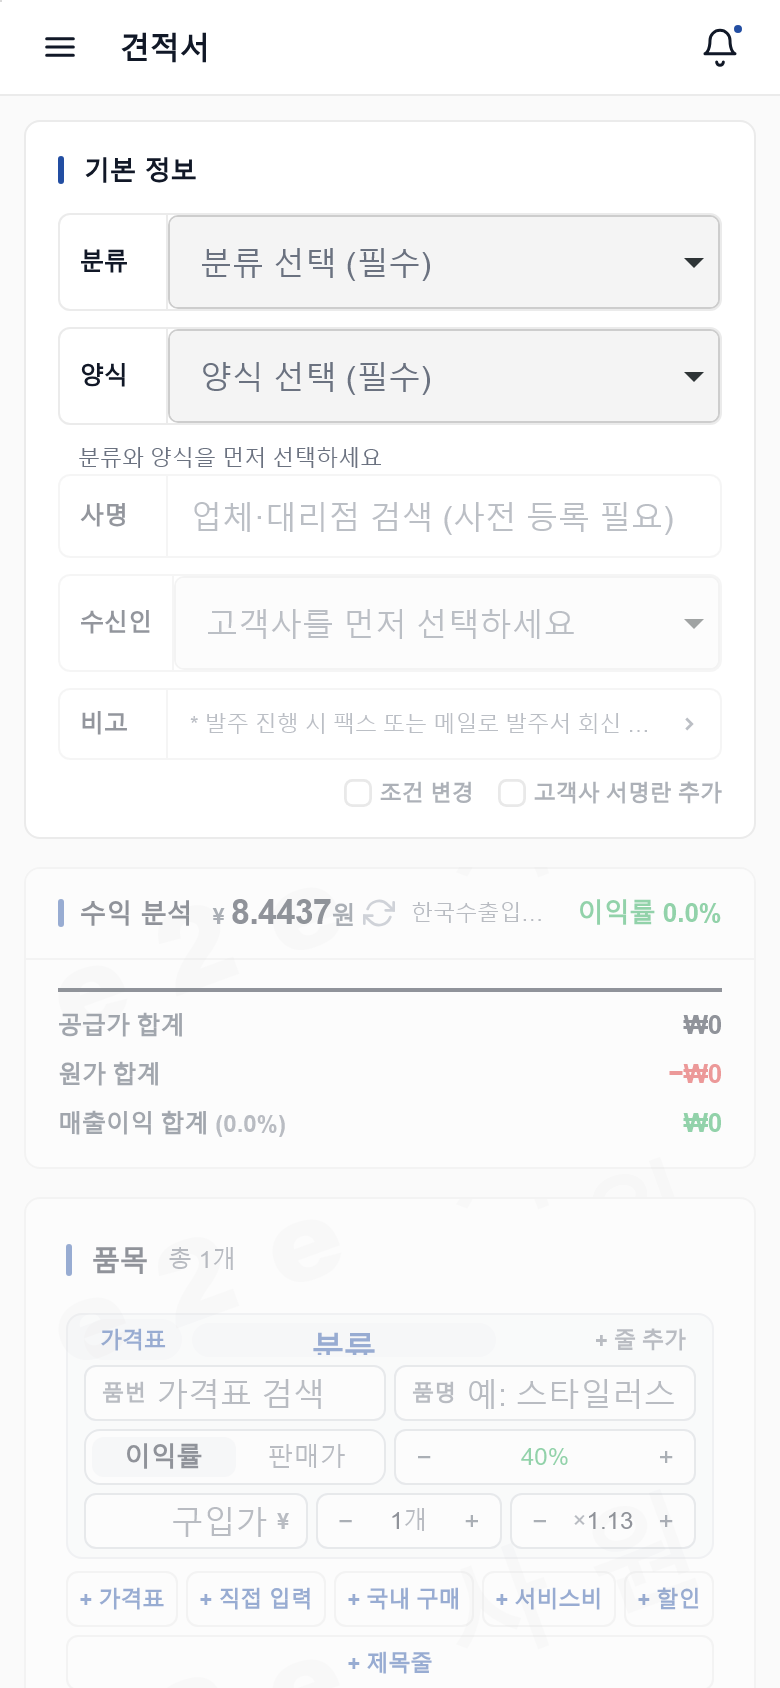 견적서
기본 정보
분류 분류 선택 (필수)
양식 양식 선택 (필수)
분류와 양식을 먼저 선택하세요
사명 업체·대리점 검색 (사전 등록 필요)
수신인 고객사를 먼저 선택하세요
비고 * 발주 진행 시 팩스 또는 메일로 발주서 회신 ...
조건 변경 고객사 서명란 추가
수익 분석 ¥ 8.4437원 한국수출입... 이익률 0.0%
공급가 합계 ₩0
원가 합계 −₩0
매출이익 합계 (0.0%) ₩0
품목 총 1개
가격표 분류 + 줄 추가
품번 가격표 검색 품명 예: 스타일러스
이익률 판매가 − 40% +
구입가 ¥ − 1개 + − ×1.13 +
+ 가격표 + 직접 입력 + 국내 구매 + 서비스비 + 할인
+ 제목줄
e2e
e2e
사원